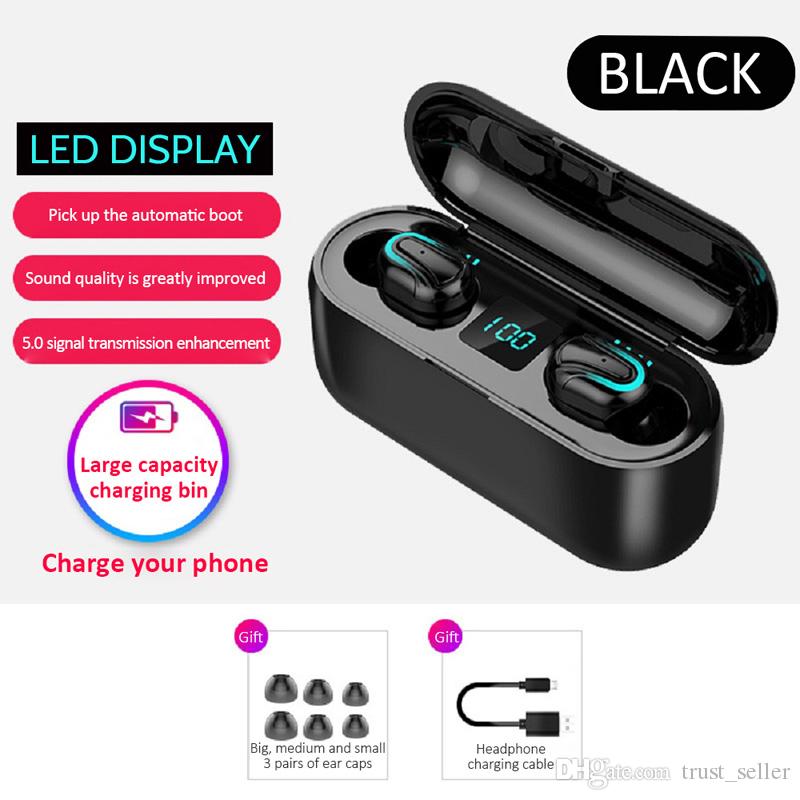 BLACK
LED DISPLAY
Pick up the automatic boot
Sound quality is greatly improved
5.0 signal transmission enhancement
100
Large capacity
charging bin
Charge your phone
Gift
Big, medium and small
3 pairs of ear caps
Gift
Headphone
charging cable
DHgate.com trust_seller